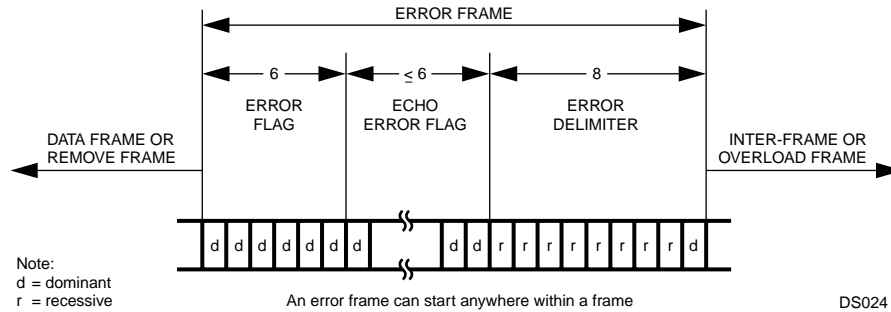 ERROR FRAME
6
≤ 6
8
ERROR
FLAG
ECHO
ERROR FLAG
ERROR
DELIMITER
DATA FRAME OR
REMOVE FRAME
INTER-FRAME OR
OVERLOAD FRAME
d d d d d d d d d r r r r r r r d
Note:
d = dominant
r = recessive
An error frame can start anywhere within a frame
DS024